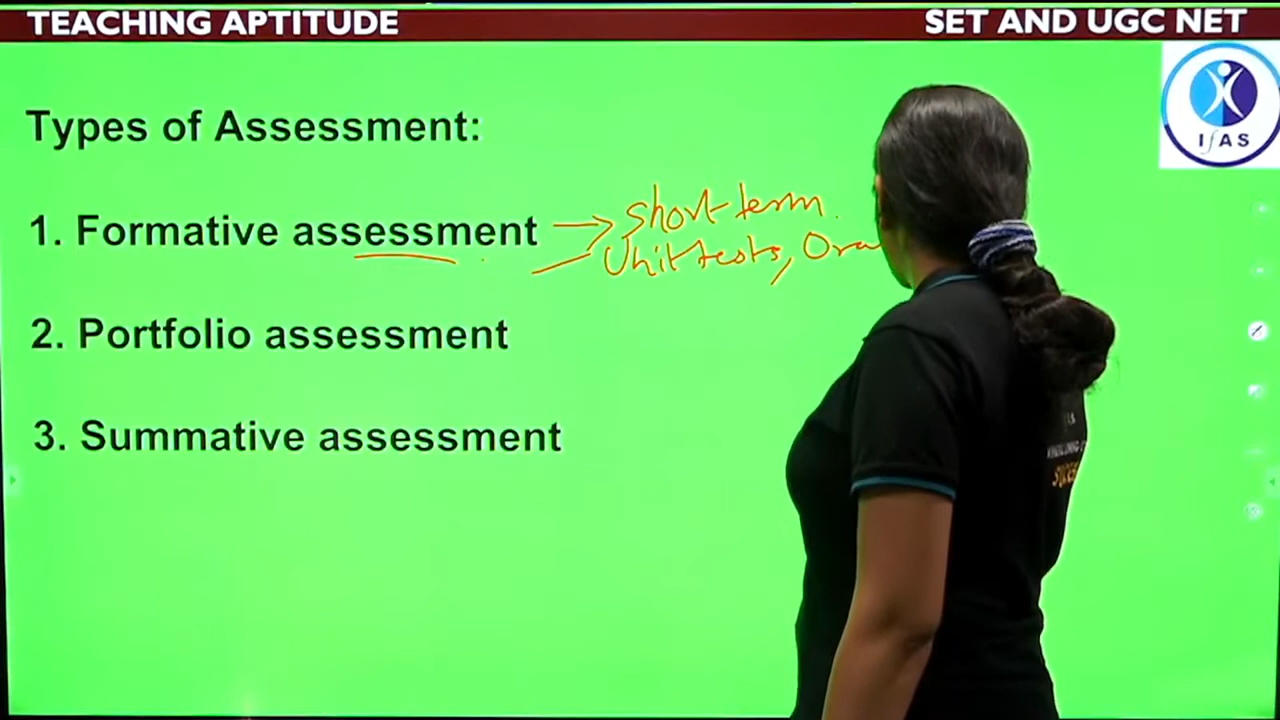 TEACHING APTITUDE
SET AND UGC NET
IfAS
Types of Assessment:
1. Formative assessment → short-term
Unit tests, Ora
2. Portfolio assessment
3. Summative assessment